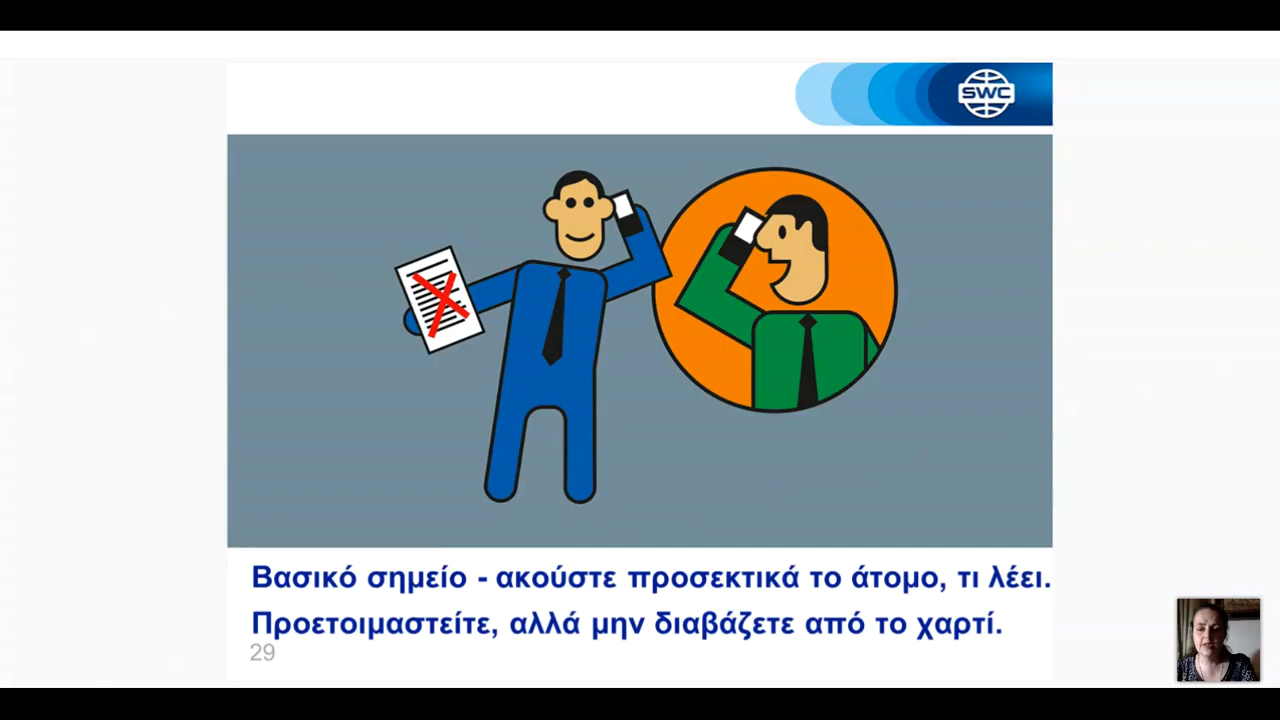 SWC
Βασικό σημείο - ακούστε προσεκτικά το άτομο, τι λέει.
Προετοιμαστείτε, αλλά μην διαβάζετε από το χαρτί.
29